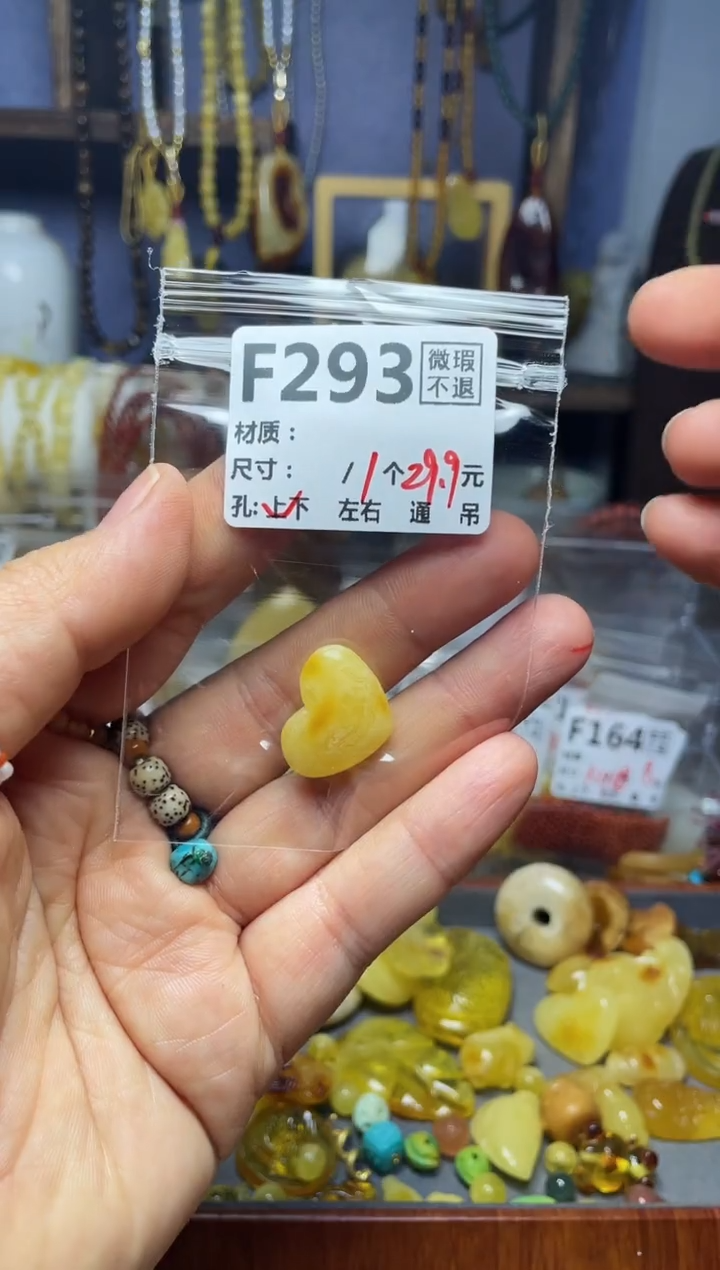 F293 微瑕
不退
材质：
尺寸： / 1个29.9元
孔：上下 左右 通 吊
F164